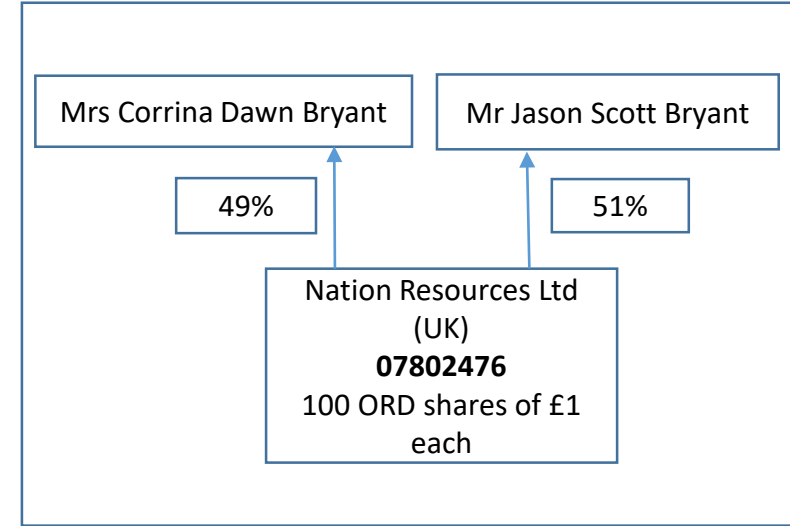 Mrs Corrina Dawn Bryant
Mr Jason Scott Bryant
49%
51%
Nation Resources Ltd
(UK)
07802476
100 ORD shares of £1
each